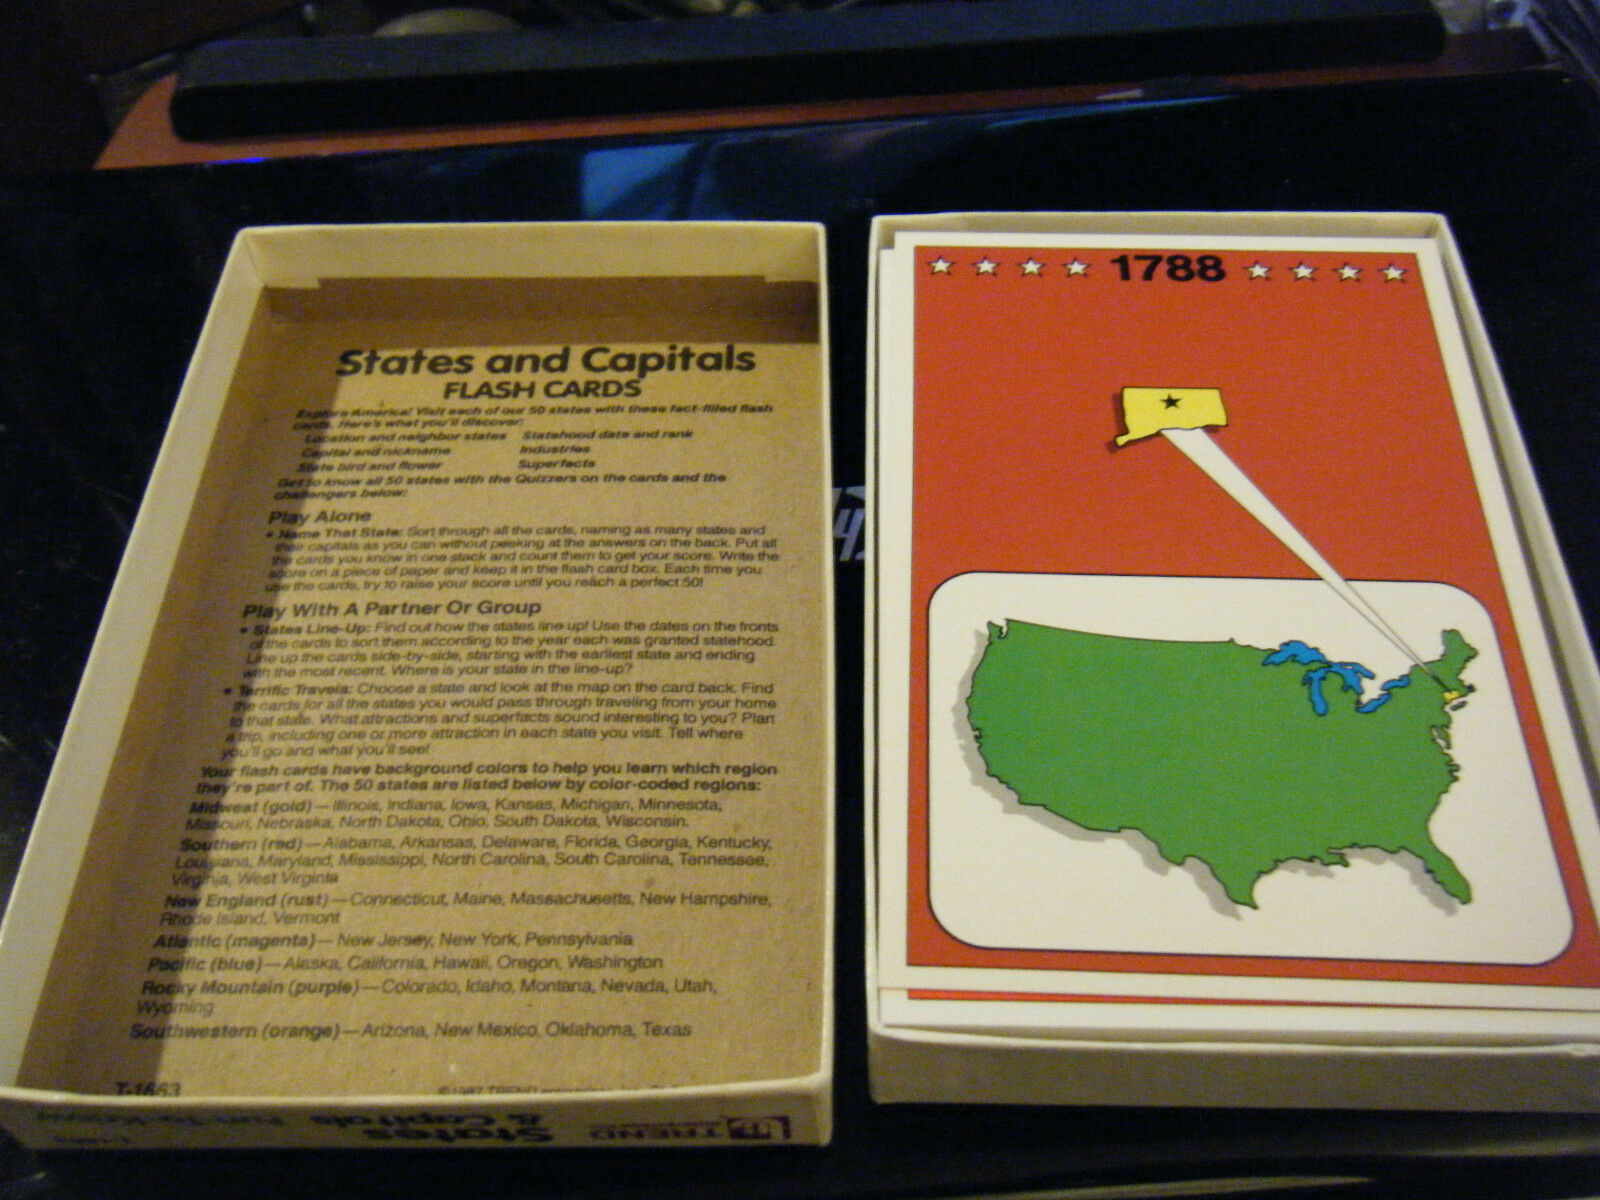 States and Capitals
FLASH CARDS
Explore America! Visit each of our 50 states with these fact-filled flash
cards. Here's what you'll discover:
Location and neighbor states Statehood date and rank
Capital and nickname Industries
State bird and flower Superfacts
Get to know all 50 states with the Quizzers on the cards and the
challengers below:
Play Alone
• Name That State: Sort through all the cards, naming as many states and
their capitals as you can without peeking at the answers on the back. Put all
the cards you know in one stack and count them to get your score. Write the
score on a piece of paper and keep it in the flash card box. Each time you
use the cards, try to raise your score until you reach a perfect 50!
Play With A Partner Or Group
• States Line-Up: Find out how the states line up! Use the dates on the fronts
of the cards to sort them according to the year each was granted statehood.
Line up the cards side-by-side, starting with the earliest state and ending
with the most recent. Where is your state in the line-up?
• Terrific Travels: Choose a state and look at the map on the card back. Find
the cards for all the states you would pass through traveling from your home
to that state. What attractions and superfacts sound interesting to you? Plan
a trip, including one or more attraction in each state you visit. Tell where
you'll go and what you'll see!
Your flash cards have background colors to help you learn which region
they're part of. The 50 states are listed below by color-coded regions:
Midwest (gold)—Illinois, Indiana, Iowa, Kansas, Michigan, Minnesota,
Missouri, Nebraska, North Dakota, Ohio, South Dakota, Wisconsin.
Southern (red)—Alabama, Arkansas, Delaware, Florida, Georgia, Kentucky,
Louisiana, Maryland, Mississippi, North Carolina, South Carolina, Tennessee,
Virginia, West Virginia
New England (rust)—Connecticut, Maine, Massachusetts, New Hampshire,
Rhode Island, Vermont
Atlantic (magenta)—New Jersey, New York, Pennsylvania
Pacific (blue)—Alaska, California, Hawaii, Oregon, Washington
Rocky Mountain (purple)—Colorado, Idaho, Montana, Nevada, Utah,
Wyoming
Southwestern (orange)—Arizona, New Mexico, Oklahoma, Texas
T-1663
©1987 TREND
TREND
States
& Capitals
Fun-To-Know
1788